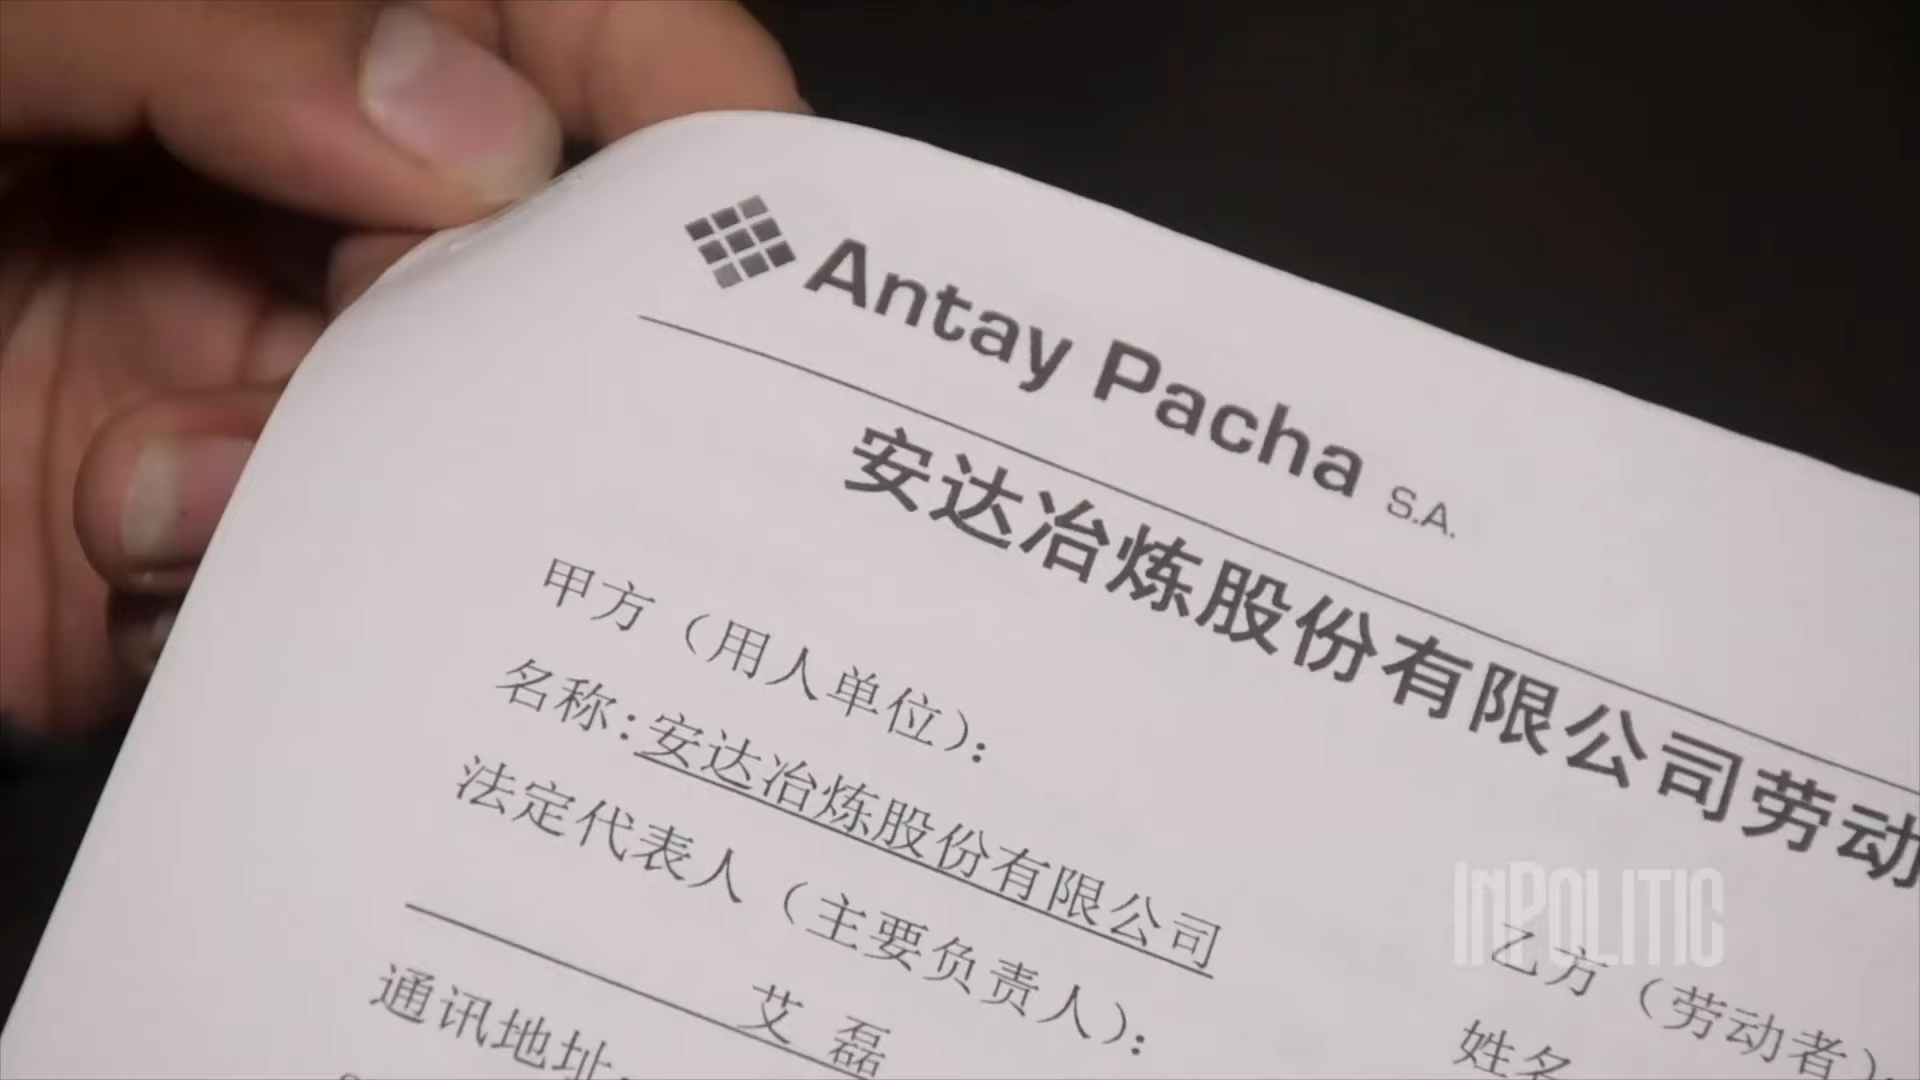 Antay Pacha S.A.
安达冶炼股份有限公司劳动
甲方（用人单位）：
名称：安达冶炼股份有限公司
法定代表人（主要负责人）：
艾 磊
通讯地址：
乙方（劳动者）：
姓名
INPOLITIC